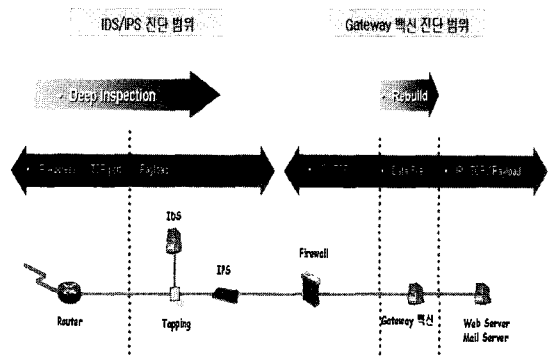 IDS/IPS 진단 범위
Gateway 백신 진단 범위
Deep Inspection
Rebuild
Payload
Data File
Payload
IDS
IPS
Firewall
Router
Tapping
Gateway 백신
Web Server
Mail Server